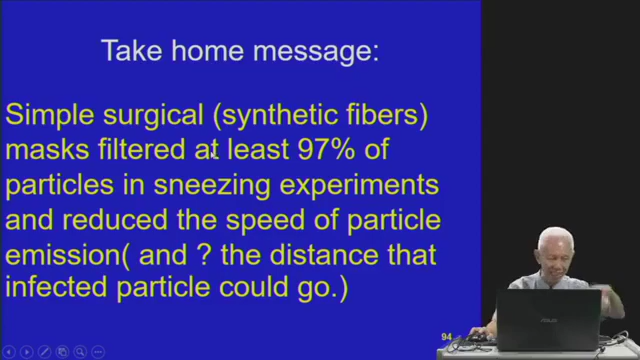 Take home message:
Simple surgical (synthetic fibers)
masks filtered at least 97% of
particles in sneezing experiments
and reduced the speed of particle
emission( and ? the distance that
infected particle could go.)
94
ASUS